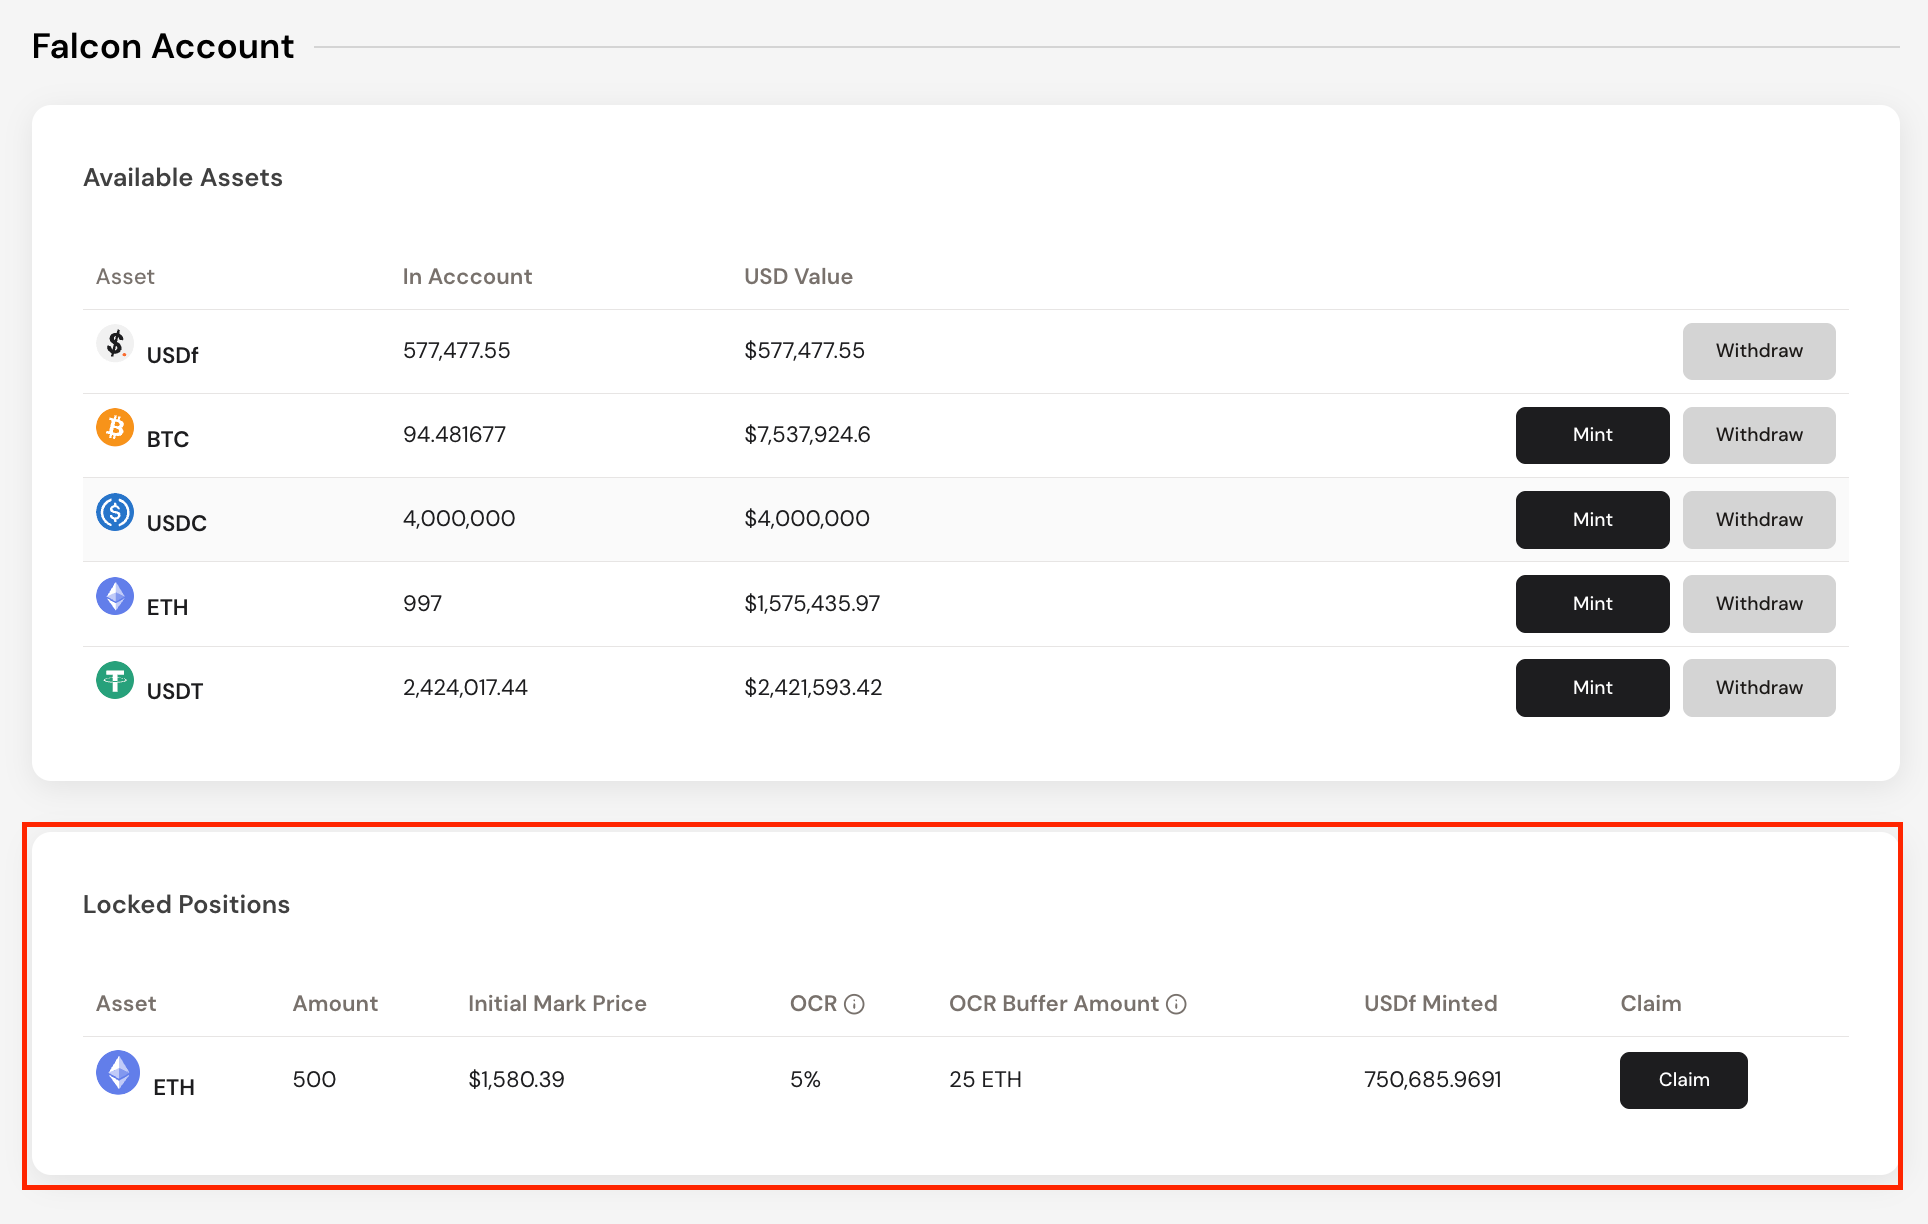 Falcon Account
Available Assets
Asset In Acccount USD Value
USDf 577,477.55 $577,477.55 Withdraw
BTC 94.481677 $7,537,924.6 Mint Withdraw
USDC 4,000,000 $4,000,000 Mint Withdraw
ETH 997 $1,575,435.97 Mint Withdraw
USDT 2,424,017.44 $2,421,593.42 Mint Withdraw
Locked Positions
Asset Amount Initial Mark Price OCR OCR Buffer Amount USDf Minted Claim
ETH 500 $1,580.39 5% 25 ETH 750,685.9691 Claim